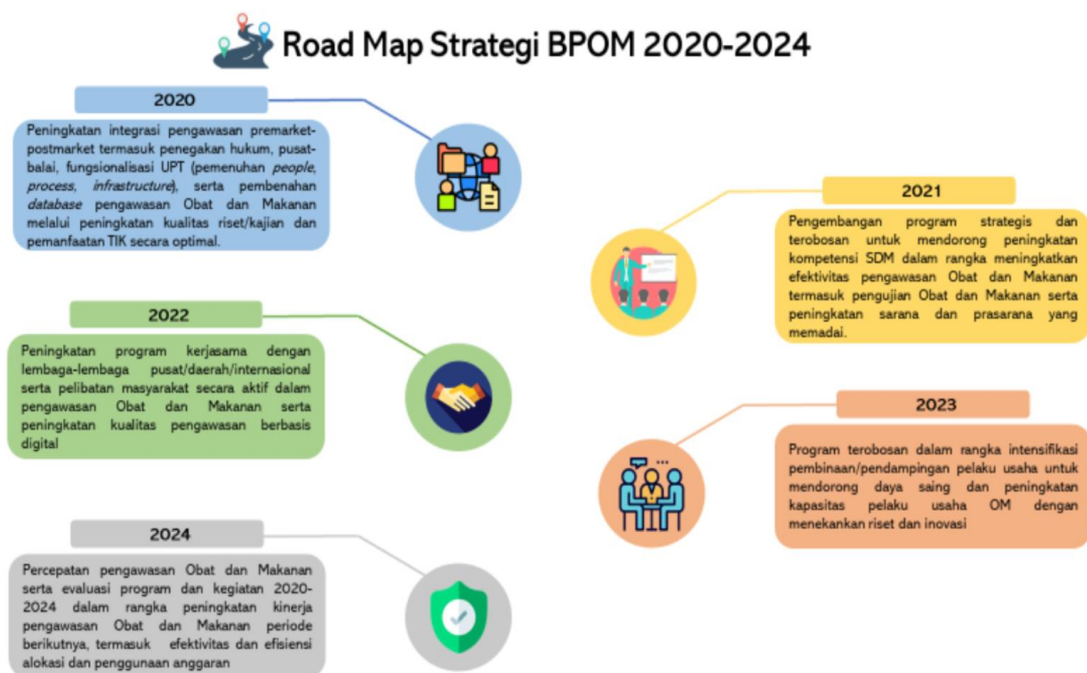 Road Map Strategi BPOM 2020-2024
2020
Peningkatan integrasi pengawasan premarket-
postmarket termasuk penegakan hukum, pusat-
balai, fungsionalisasi UPT (pemenuhan people,
process, infrastructure), serta pembenahan
database pengawasan Obat dan Makanan
melalui peningkatan kualitas riset/kajian dan
pemanfaatan TIK secara optimal.
2021
Pengembangan program strategis dan
terobosan untuk mendorong peningkatan
kompetensi SDM dalam rangka meningkatkan
efektivitas pengawasan Obat dan Makanan
termasuk pengujian Obat dan Makanan serta
peningkatan sarana dan prasarana yang
memadai.
2022
Peningkatan program kerjasama dengan
lembaga-lembaga pusat/daerah/internasional
serta pelibatan masyarakat secara aktif dalam
pengawasan Obat dan Makanan serta
peningkatan kualitas pengawasan berbasis
digital
2023
Program terobosan dalam rangka intensifikasi
pembinaan/pendampingan pelaku usaha untuk
mendorong daya saing dan peningkatan
kapasitas pelaku usaha OM dengan
menekankan riset dan inovasi
2024
Percepatan pengawasan Obat dan Makanan
serta evaluasi program dan kegiatan 2020-
2024 dalam rangka peningkatan kinerja
pengawasan Obat dan Makanan periode
berikutnya, termasuk efektivitas dan efisiensi
alokasi dan penggunaan anggaran